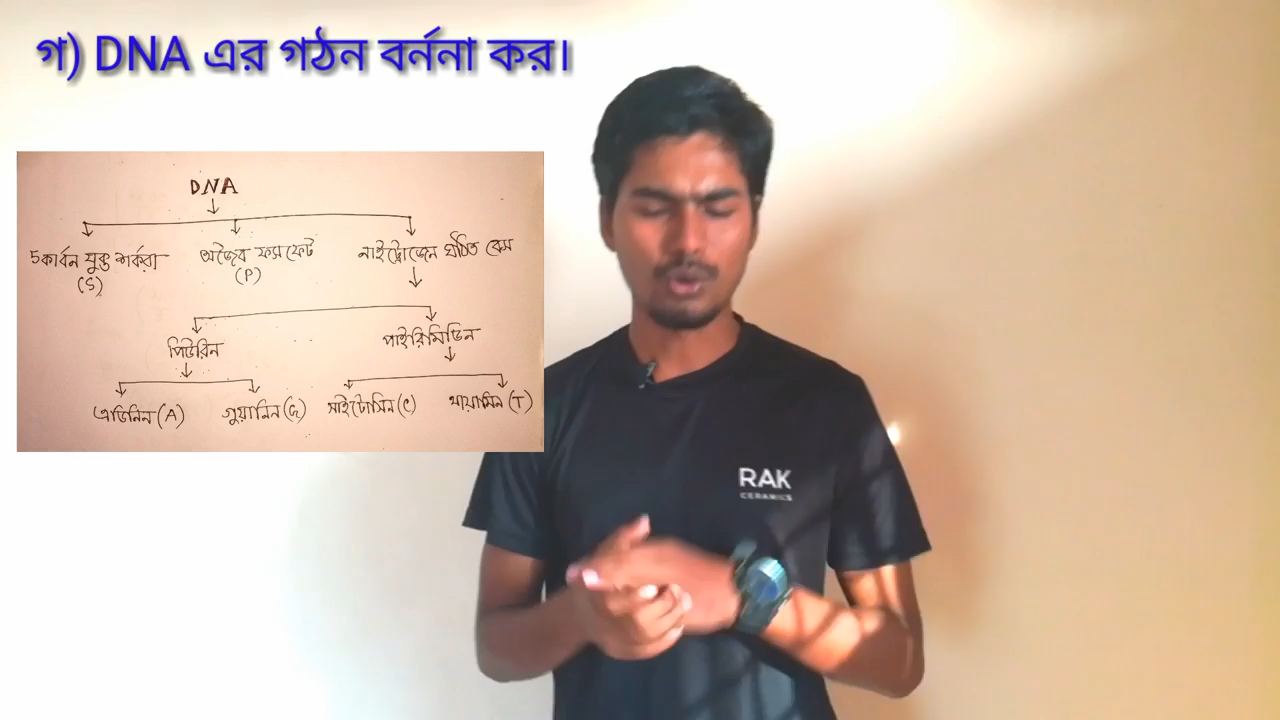 গ) DNA এর গঠন বর্ননা কর।
DNA
5কার্বন যুক্ত শর্করা
(S)
অজৈব ফসফেট
(P)
নাইট্রোজেন ঘঠিত বেস
পিউরিন
পাইরিমিডিন
এডিনিন (A)
গুয়ানিন (G)
সাইটোসিন (C)
থায়ামিন (T)
RAK
CERAMICS